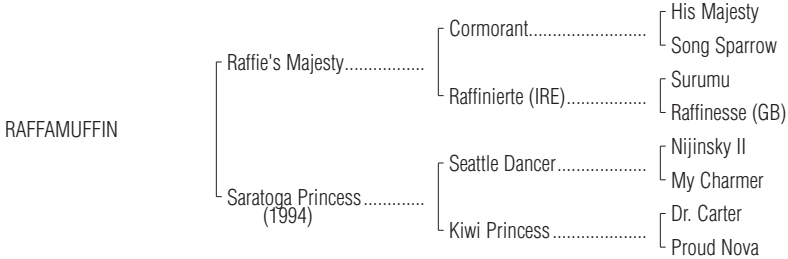 His Majesty
Cormorant........................
Song Sparrow
Raffie's Majesty................
Surumu
Raffinierte (IRE)................
Raffinesse (GB)
RAFFAMUFFIN
Nijinsky II
Seattle Dancer..................
My Charmer
Saratoga Princess............
(1994)
Dr. Carter
Kiwi Princess...................
Proud Nova